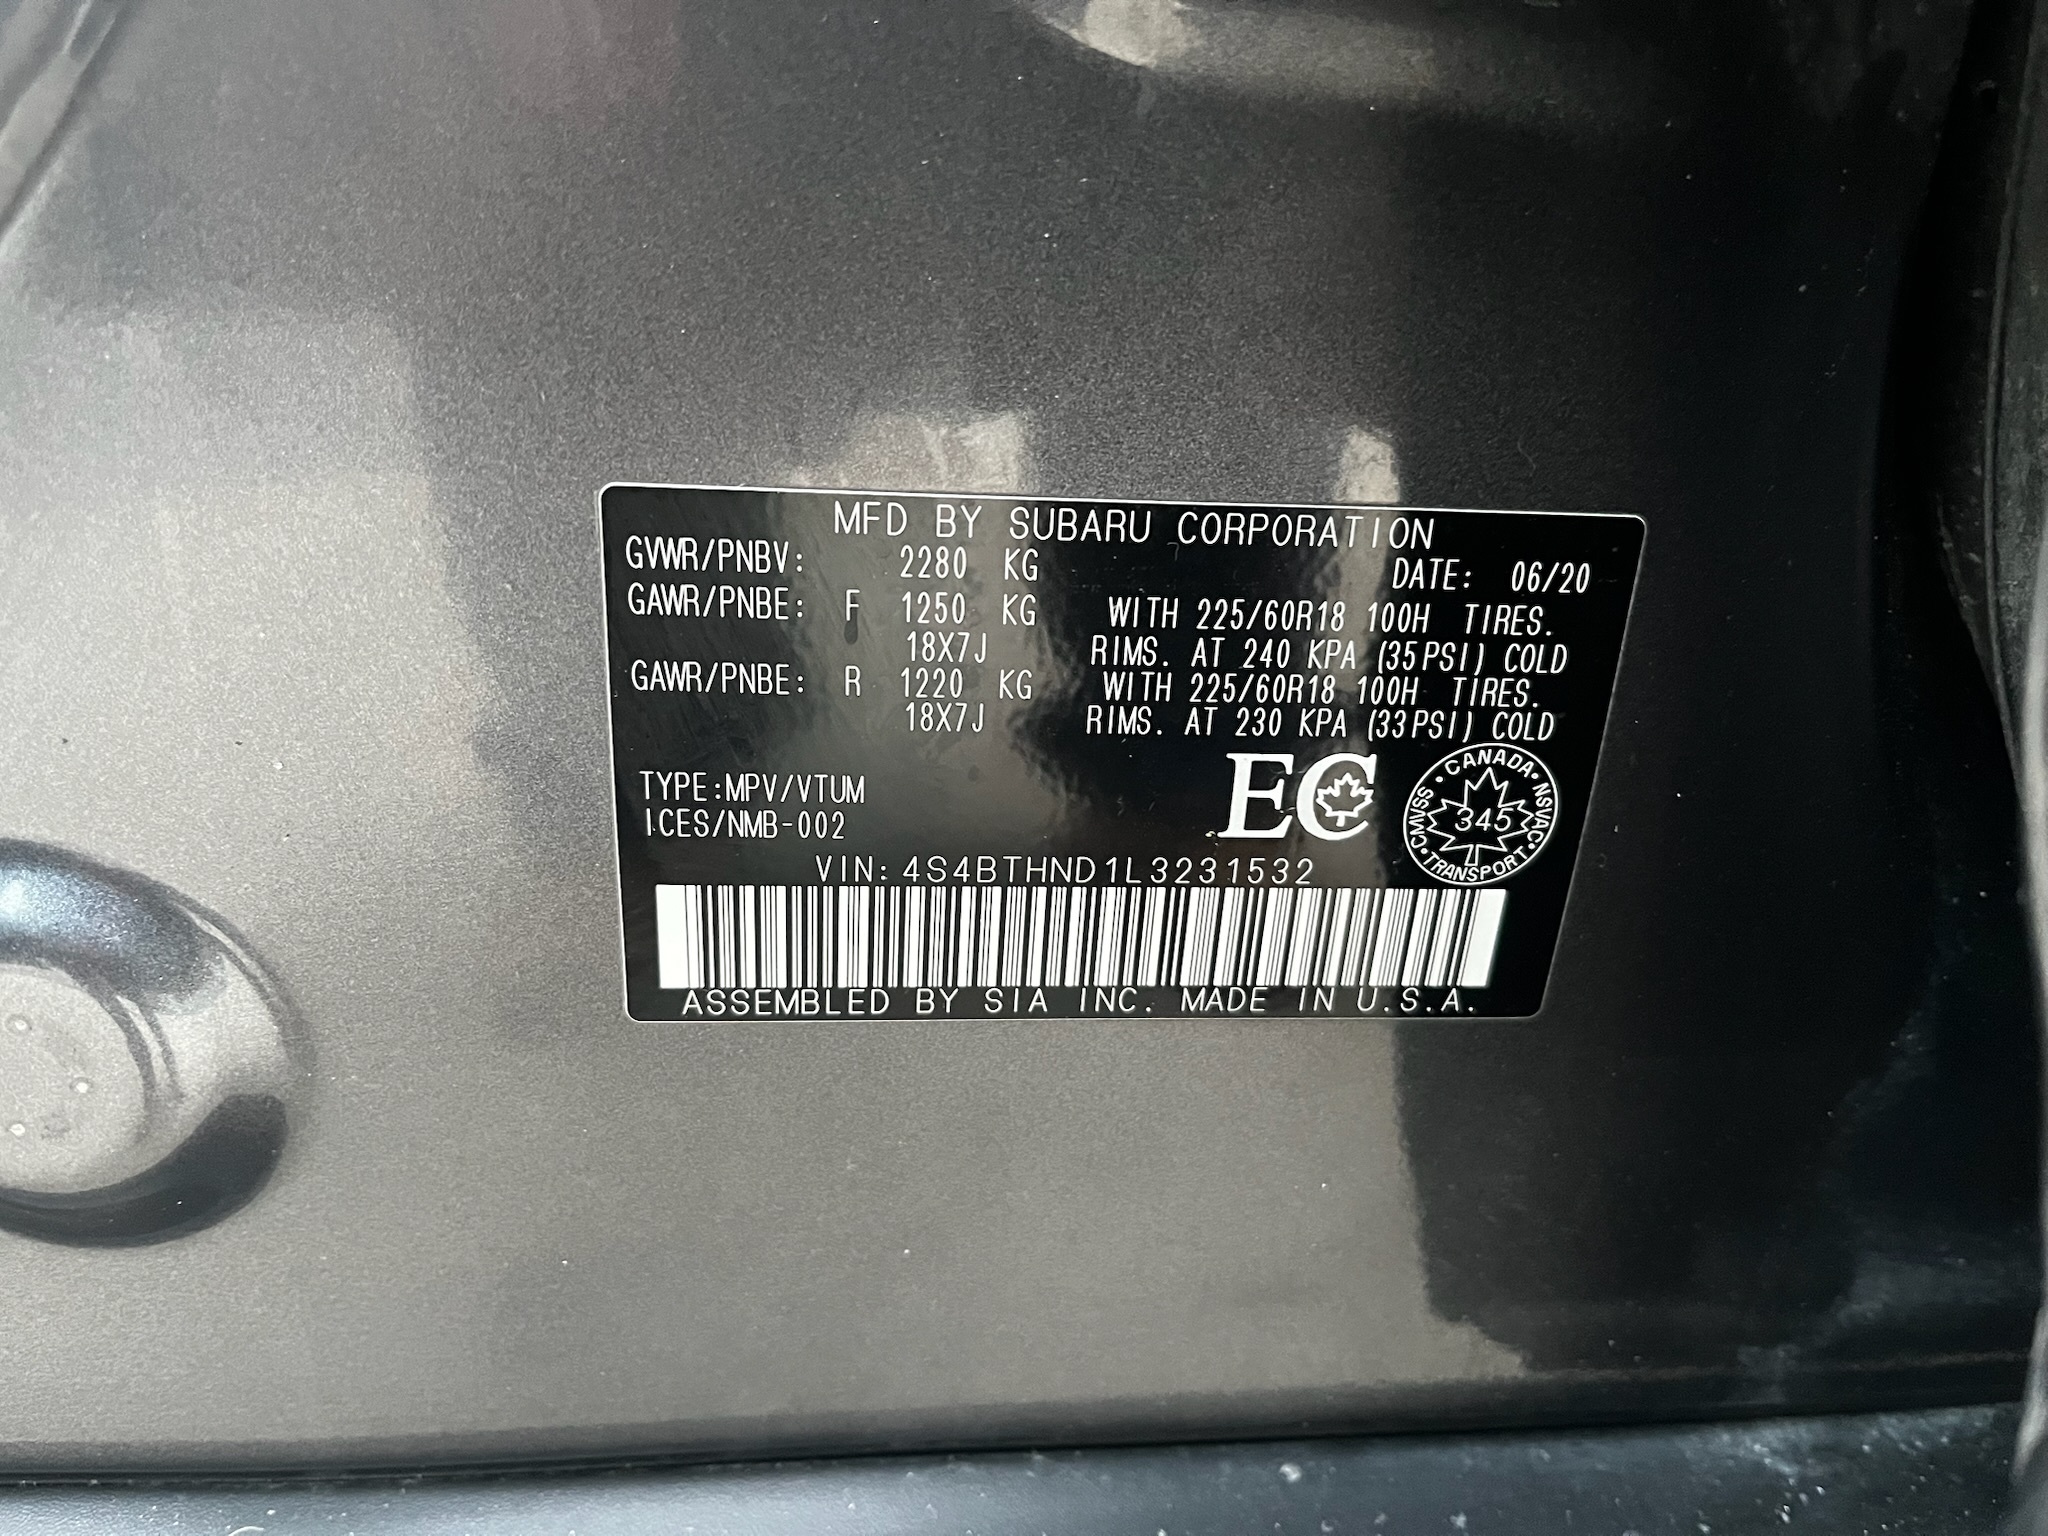 MFD BY SUBARU CORPORATION
GVWR/PNBV: 2280 KG DATE: 06/20
GAWR/PNBE: F 1250 KG WITH 225/60R18 100H TIRES.
18X7J RIMS. AT 240 KPA (35PSI) COLD
GAWR/PNBE: R 1220 KG WITH 225/60R18 100H TIRES.
18X7J RIMS. AT 230 KPA (33PSI) COLD
TYPE:MPV/VTUM
ICES/NMB-002
EC
CANADA • NSVAC • TRANSPORT • CMVSS •
345
VIN: 4S4BTHND1L3231532
ASSEMBLED BY SIA INC. MADE IN U.S.A.